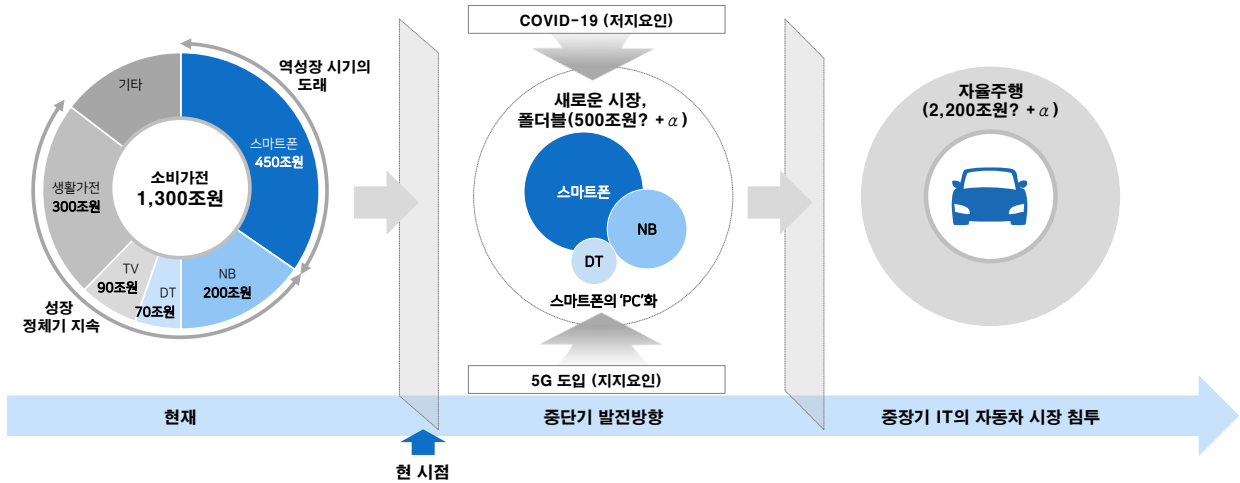 역성장 시기의
도래
기타
스마트폰
450조원
소비가전
1,300조원
생활가전
300조원
TV
90조원
DT
70조원
NB
200조원
성장
정체기 지속
COVID-19 (저지요인)
새로운 시장,
폴더블(500조원? +α)
스마트폰
NB
DT
스마트폰의 'PC'화
5G 도입 (지지요인)
자율주행
(2,200조원? +α)
현재
중단기 발전방향
중장기 IT의 자동차 시장 침투
현 시점